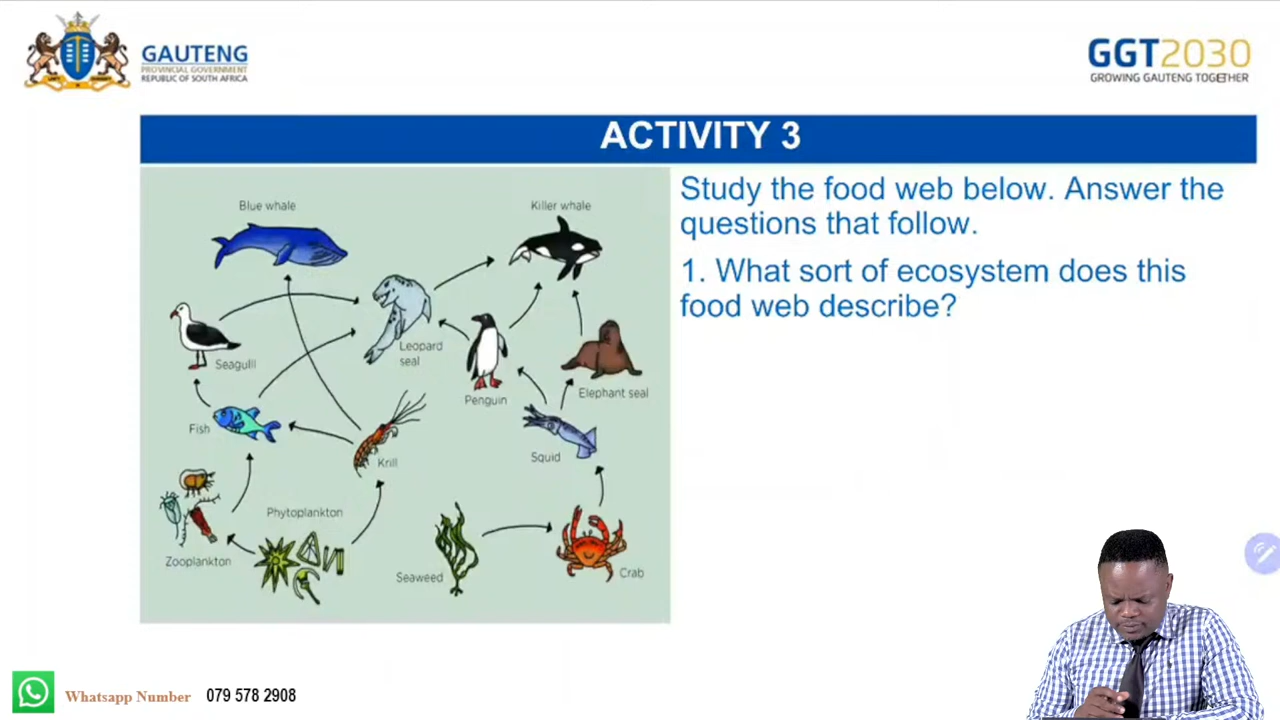 GAUTENG
PROVINCIAL GOVERNMENT
REPUBLIC OF SOUTH AFRICA
GGT2030
GROWING GAUTENG TOGETHER
ACTIVITY 3
Study the food web below. Answer the
questions that follow.
1. What sort of ecosystem does this
food web describe?
Blue whale
Killer whale
Leopard
seal
Seagulll
Penguin
Elephant seal
Fish
Krill
Squid
Phytoplankton
Zooplankton
Seaweed
Crab
Whatsapp Number 079 578 2908